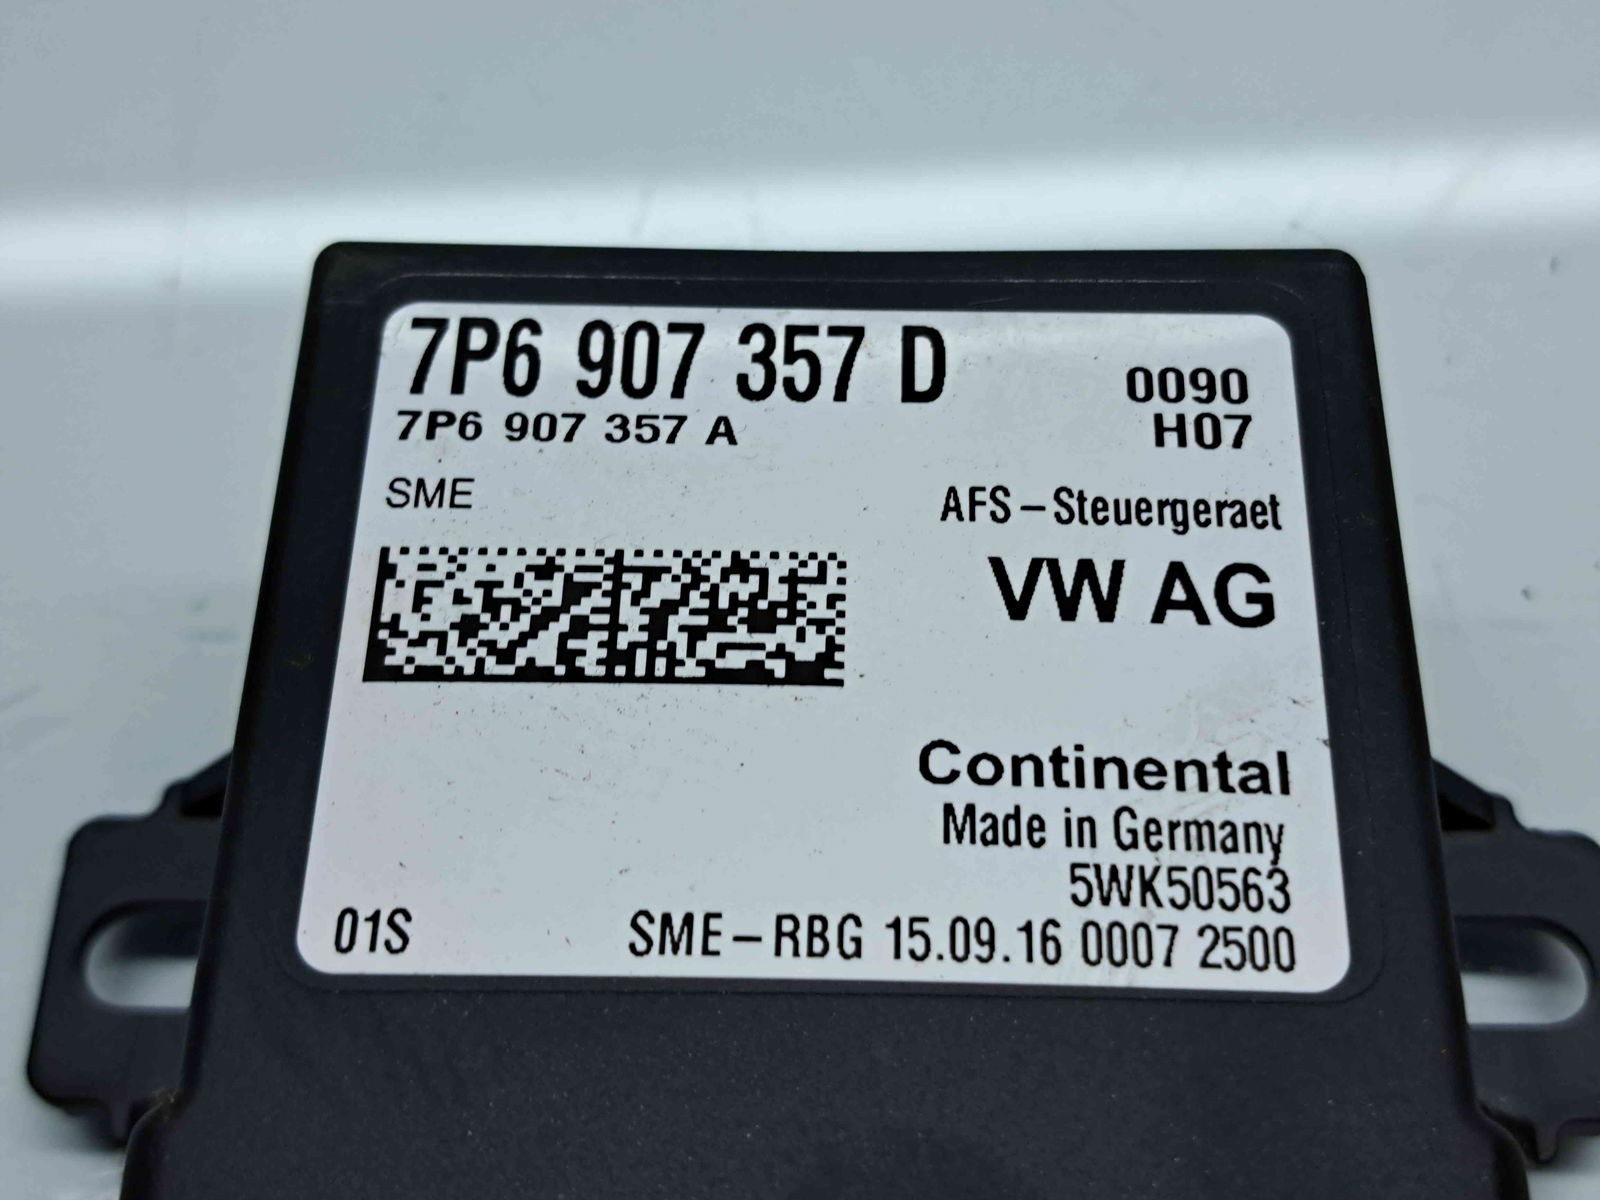 7P6 907 357 D
0090
7P6 907 357 A
H07
SME
AFS-Steuergeraet
VW AG
Continental
Made in Germany
5WK50563
01S
SME-RBG 15.09.16 0007 2500